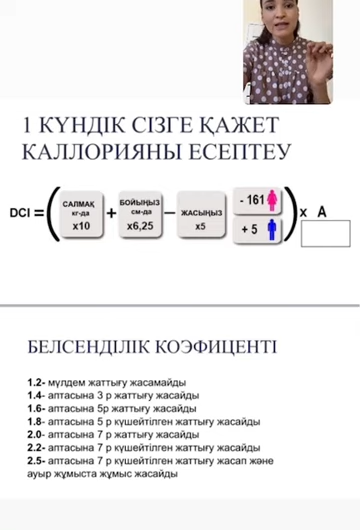 1 КҮНДІК СІЗГЕ ҚАЖЕТ
КАЛЛОРИЯНЫ ЕСЕПТЕУ
DCI = ( САЛМАҚ кг-да x10 + БОЙЫҢЫЗ см-да x6,25 – ЖАСЫҢЫЗ x5 - 161 + 5 ) x A
БЕЛСЕНДІЛІК КОЭФИЦЕНТІ
1.2- мүлдем жаттығу жасамайды
1.4- аптасына 3 р жаттығу жасайды
1.6- аптасына 5р жаттығу жасайды
1.8- аптасына 5 р күшейтілген жаттығу жасайды
2.0- аптасына 7 р жаттығу жасайды
2.2- аптасына 7 р күшейтілген жаттығу жасайды
2.5- аптасына 7 р күшейтілген жаттығу жасап және
ауыр жұмыста жұмыс жасайды